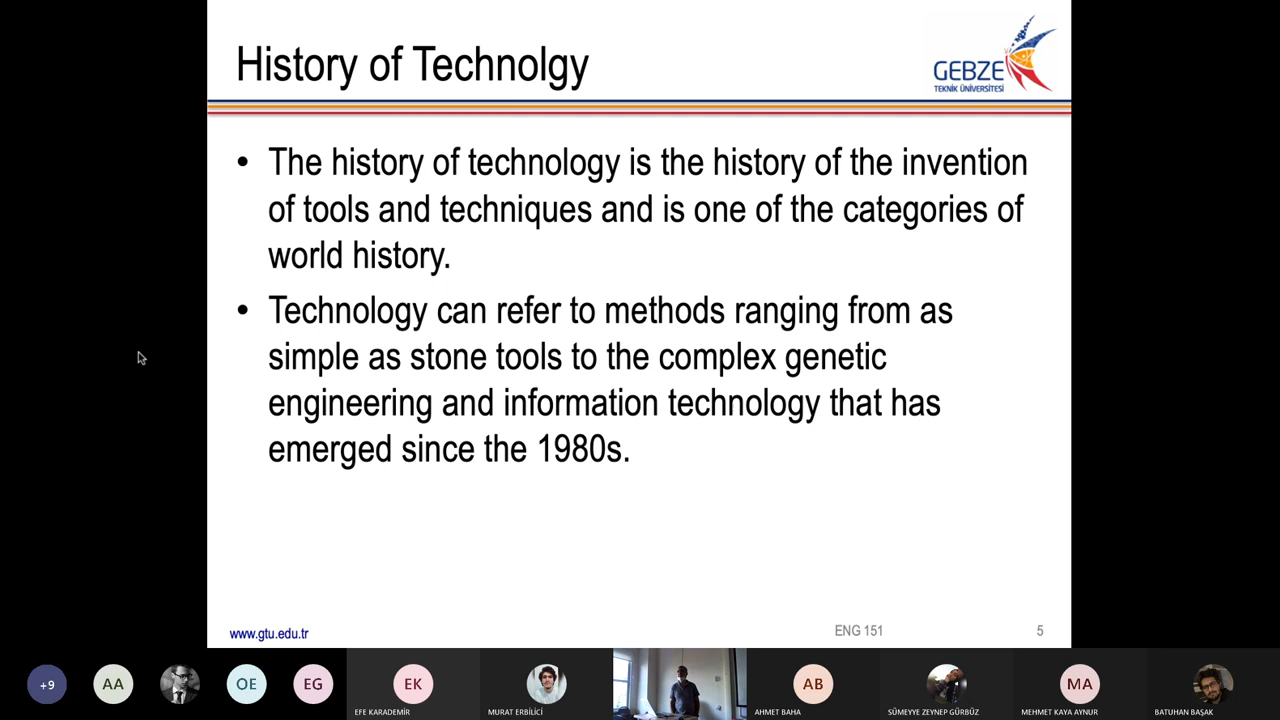 History of Technolgy
GEBZE
TEKNİK ÜNİVERSİTESİ
• The history of technology is the history of the invention
of tools and techniques and is one of the categories of
world history.
• Technology can refer to methods ranging from as
simple as stone tools to the complex genetic
engineering and information technology that has
emerged since the 1980s.
www.gtu.edu.tr
ENG 151
5
+9
AA
OE
EG
EK
AB
MA
EFE KARADEMİR
MURAT ERBİLİCİ
AHMET BAHA
SÜMEYYE ZEYNEP GÜRBÜZ
MEHMET KAYA AYNUR
BATUHAN BAŞAK